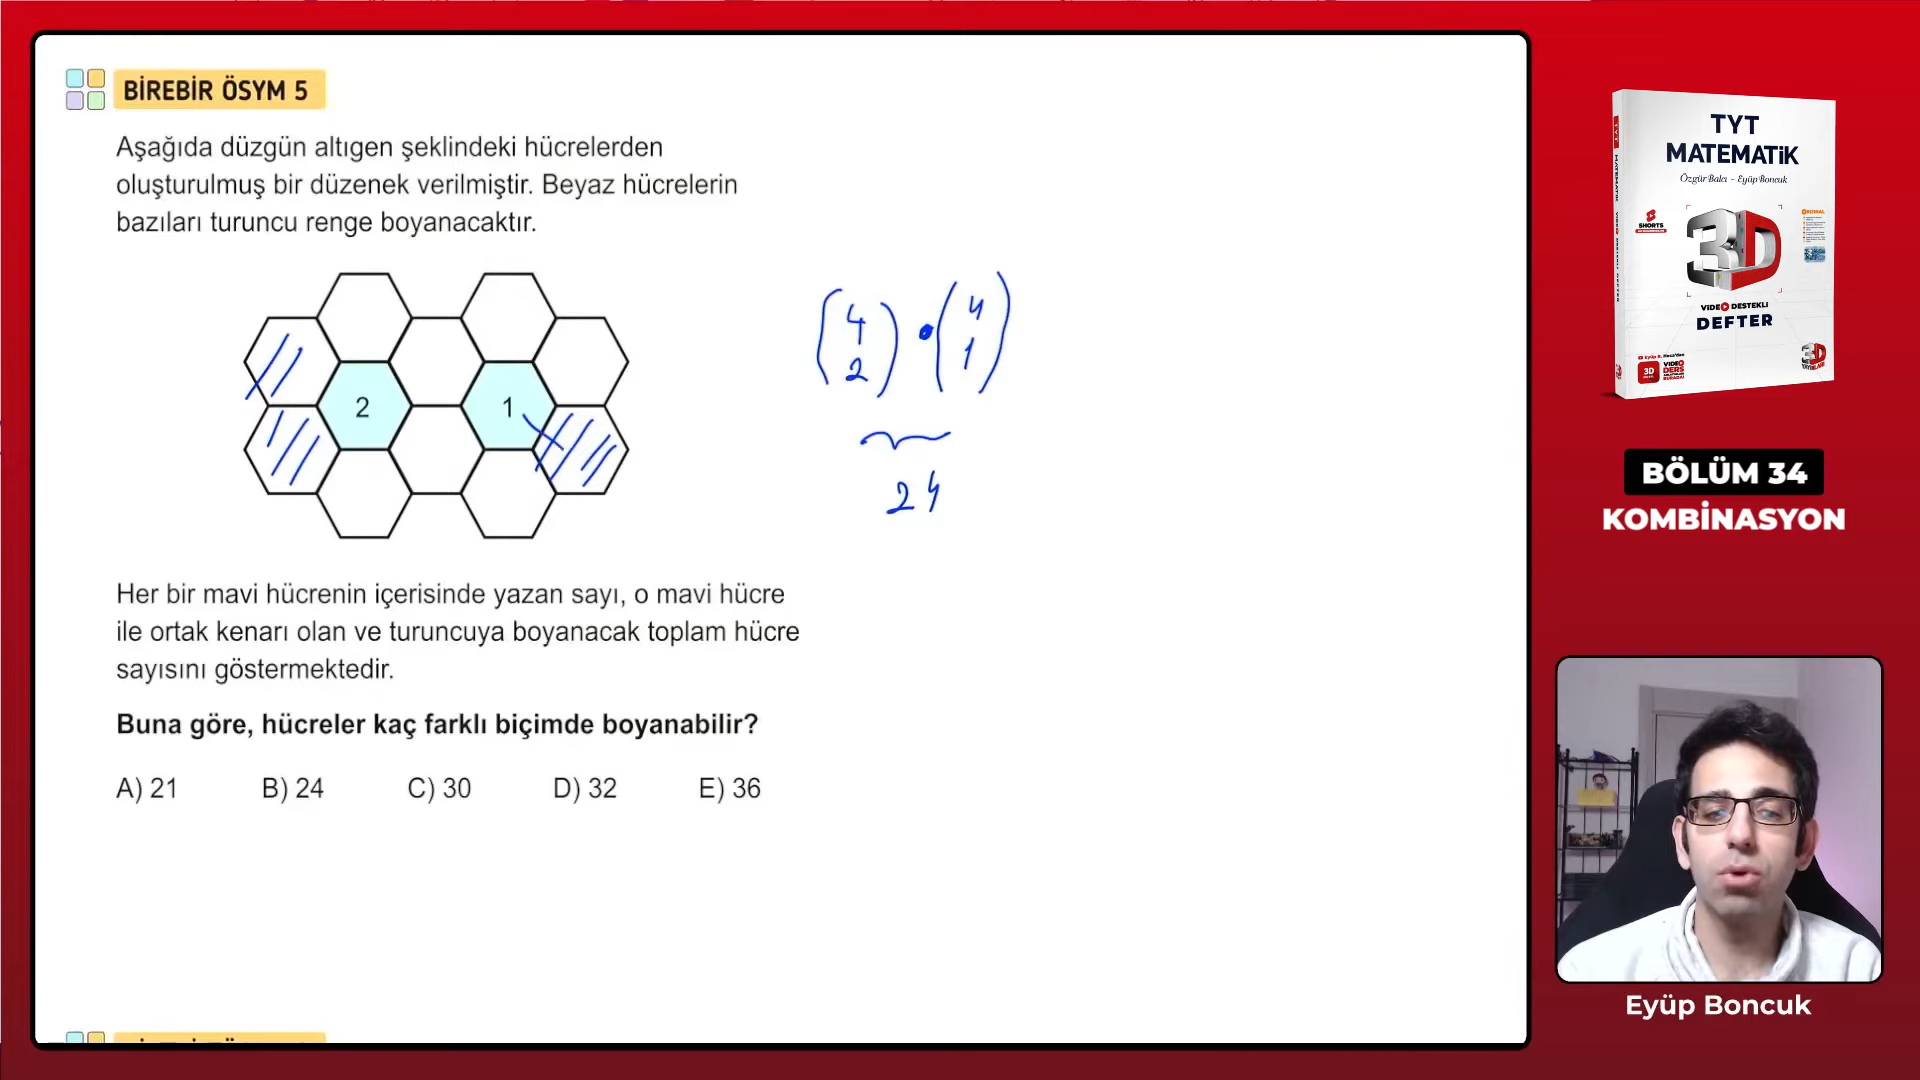 BİREBİR ÖSYM 5
Aşağıda düzgün altıgen şeklindeki hücrelerden
oluşturulmuş bir düzenek verilmiştir. Beyaz hücrelerin
bazıları turuncu renge boyanacaktır.
2
1
(4 2) • (4 1)
24
Her bir mavi hücrenin içerisinde yazan sayı, o mavi hücre
ile ortak kenarı olan ve turuncuya boyanacak toplam hücre
sayısını göstermektedir.
Buna göre, hücreler kaç farklı biçimde boyanabilir?
A) 21 B) 24 C) 30 D) 32 E) 36
TYT
MATEMATİK
Özgür Balcı - Eyüp Boncuk
SHORTS
3D
VİDEO DESTEKLİ
DEFTER
BÖLÜM 34
KOMBİNASYON
Eyüp Boncuk